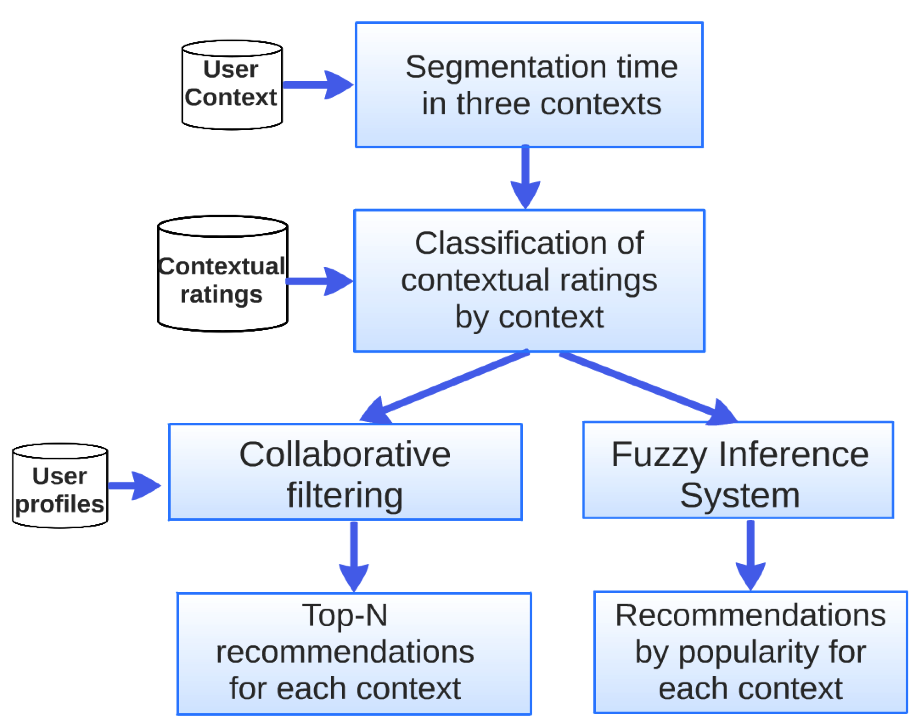 User
Context
Segmentation time
in three contexts
Contextual
ratings
Classification of
contextual ratings
by context
User
profiles
Collaborative
filtering
Fuzzy Inference
System
Top-N
recommendations
for each context
Recommendations
by popularity for
each context